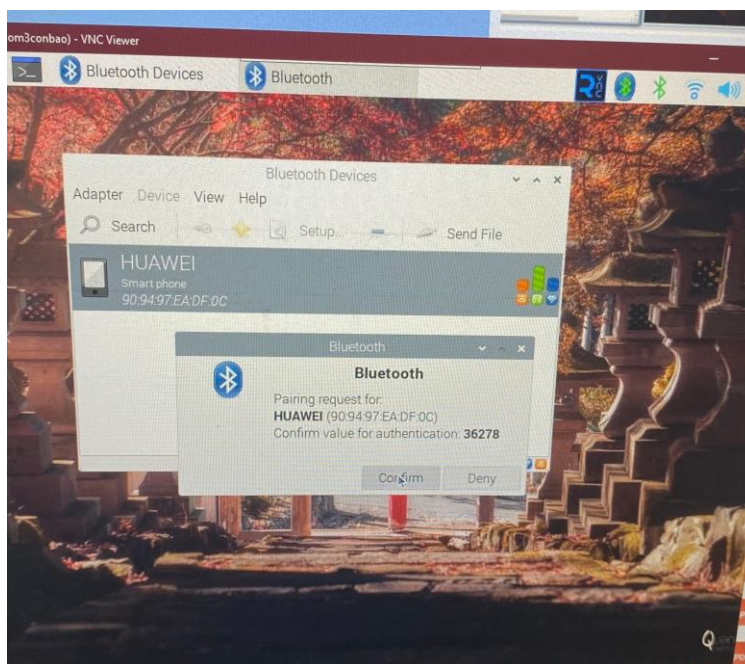 om3conbao) - VNC Viewer
Bluetooth Devices
Bluetooth
Bluetooth Devices
Adapter Device View Help
Search Setup... Send File
HUAWEI
Smart phone
90:94:97:EA:DF:0C
Bluetooth
Bluetooth
Pairing request for:
HUAWEI (90:94:97:EA:DF:0C)
Confirm value for authentication: 36278
Confirm Deny